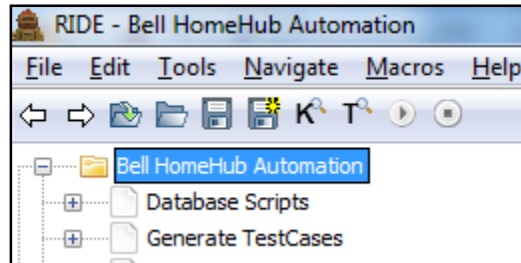 RIDE - Bell HomeHub Automation
File Edit Tools Navigate Macros Help
K T
Bell HomeHub Automation
Database Scripts
Generate TestCases